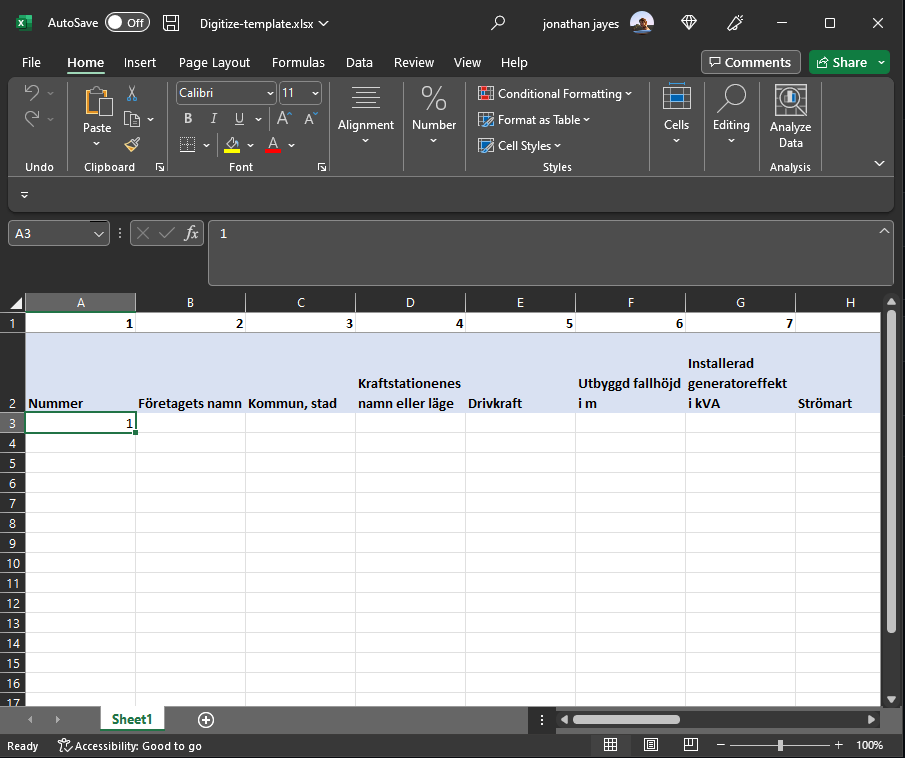 AutoSave Off Digitize-template.xlsx jonathan jayes
File Home Insert Page Layout Formulas Data Review View Help Comments Share
Calibri 11 Conditional Formatting
Paste B I U A A Alignment % Number Format as Table Cells Editing Analyze Data
A Cell Styles
Undo Clipboard Font Styles Analysis
A3 fx 1
A B C D E F G H
1 1 2 3 4 5 6 7
Installerad
Kraftstationenes Utbyggd fallhöjd generatoreffekt
2 Nummer Företagets namn Kommun, stad namn eller läge Drivkraft i m i kVA Strömart
3 1
4
5
6
7
8
9
10
11
12
13
14
15
16
17
Sheet1
Ready Accessibility: Good to go 100%